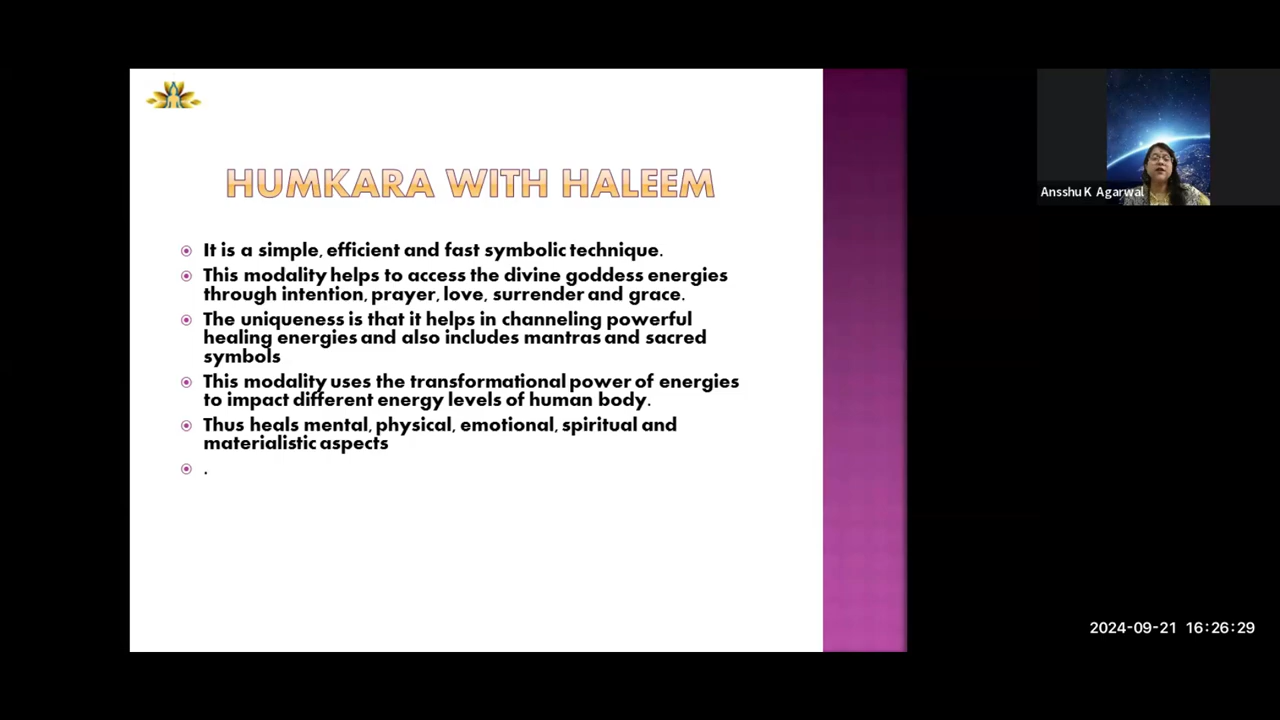 HUMKARA WITH HALEEM
It is a simple, efficient and fast symbolic technique.
This modality helps to access the divine goddess energies
through intention, prayer, love, surrender and grace.
The uniqueness is that it helps in channeling powerful
healing energies and also includes mantras and sacred
symbols
This modality uses the transformational power of energies
to impact different energy levels of human body.
Thus heals mental, physical, emotional, spiritual and
materialistic aspects
.
Ansshu K Agarwal
2024-09-21 16:26:29